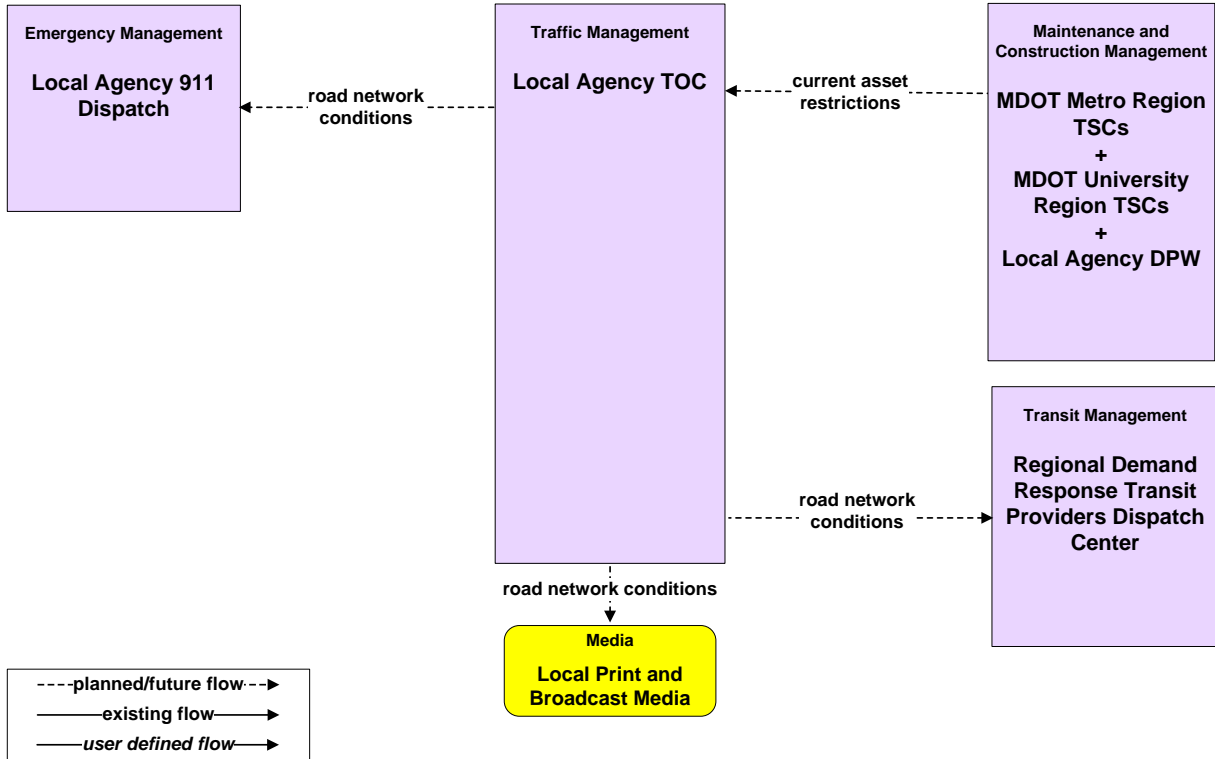 Emergency Management
Local Agency 911
Dispatch
road network
conditions
Traffic Management
Local Agency TOC
current asset
restrictions
Maintenance and
Construction Management
MDOT Metro Region
TSCs
+
MDOT University
Region TSCs
+
Local Agency DPW
road network
conditions
Transit Management
Regional Demand
Response Transit
Providers Dispatch
Center
road network conditions
Media
Local Print and
Broadcast Media
planned/future flow
existing flow
user defined flow